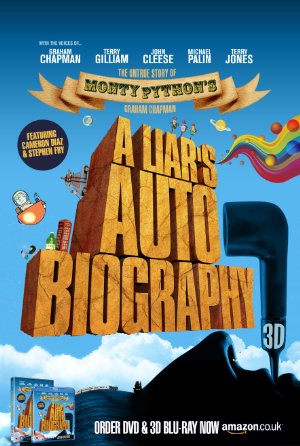 WITH THE VOICES OF...
GRAHAM CHAPMAN
TERRY GILLIAM
JOHN CLEESE
MICHAEL PALIN
TERRY JONES
THE UNTRUE STORY OF
MONTY PYTHON'S
GRAHAM CHAPMAN
FEATURING
CAMERON DIAZ
& STEPHEN FRY
A LIAR'S
AUTO
BIOGRAPHY
3D
ORDER DVD & 3D BLU-RAY NOW amazon.co.uk